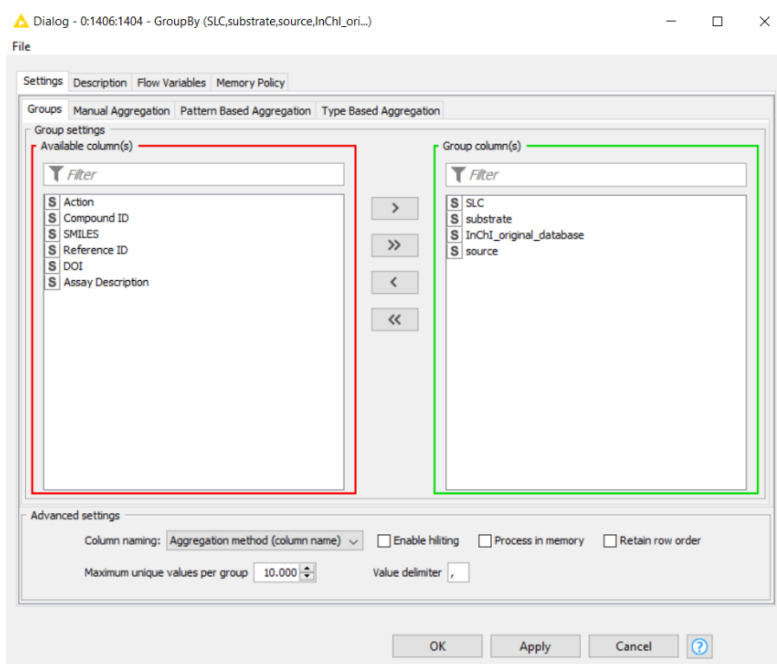 Dialog - 0:1406:1404 - GroupBy (SLC,substrate,source,InChI_ori...)
File
Settings Description Flow Variables Memory Policy
Groups Manual Aggregation Pattern Based Aggregation Type Based Aggregation
Group settings
Available column(s) Group column(s)
Filter Filter
S Action
S Compound ID
S SMILES
S Reference ID
S DOI
S Assay Description
>
>>
<
<<
S SLC
S substrate
S InChI_original_database
S source
Advanced settings
Column naming: Aggregation method (column name) Enable hiliting Process in memory Retain row order
Maximum unique values per group 10.000 Value delimiter ,
OK Apply Cancel ?